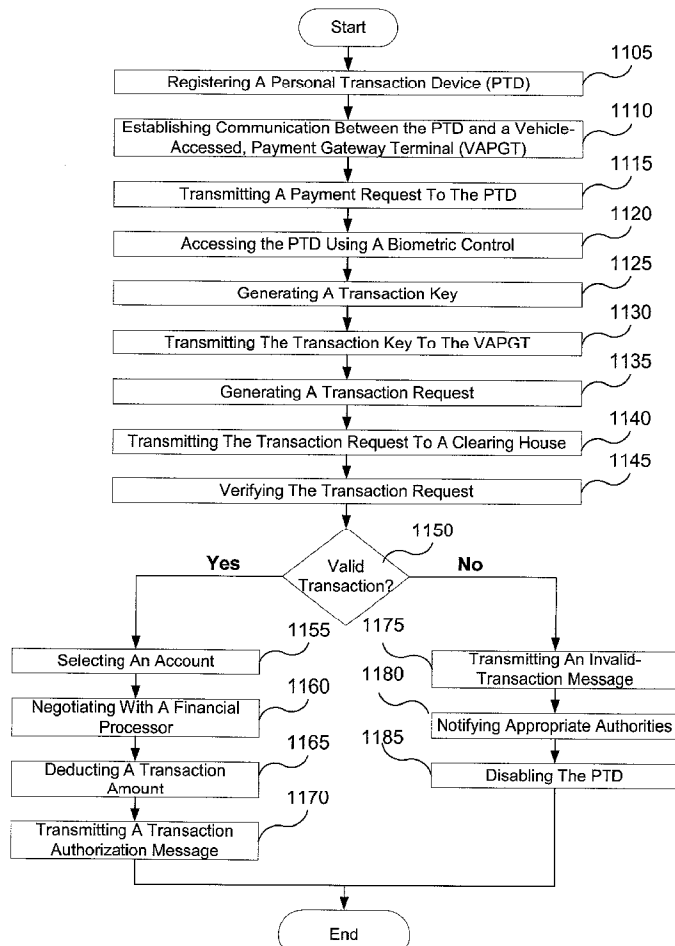 Start
1105
Registering A Personal Transaction Device (PTD)
1110
Establishing Communication Between the PTD and a Vehicle-
Accessed, Payment Gateway Terminal (VAPGT)
1115
Transmitting A Payment Request To The PTD
1120
Accessing the PTD Using A Biometric Control
1125
Generating A Transaction Key
1130
Transmitting The Transaction Key To The VAPGT
1135
Generating A Transaction Request
1140
Transmitting The Transaction Request To A Clearing House
1145
Verifying The Transaction Request
1150
Valid
Transaction?
Yes
No
1155
Selecting An Account
1160
Negotiating With A Financial
Processor
1165
Deducting A Transaction
Amount
1170
Transmitting A Transaction
Authorization Message
1175
Transmitting An Invalid-
Transaction Message
1180
Notifying Appropriate Authorities
1185
Disabling The PTD
End